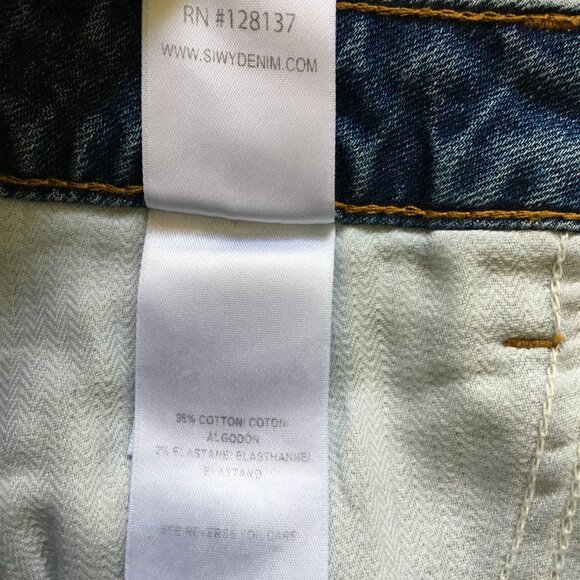 RN #128137
WWW.SIWYDENIM.COM
98% COTTON/ COTON/
ALGODÓN
2% ELASTANE/ ELASTHANNE/
ELASTANO
SEE REVERSE FOR CARE